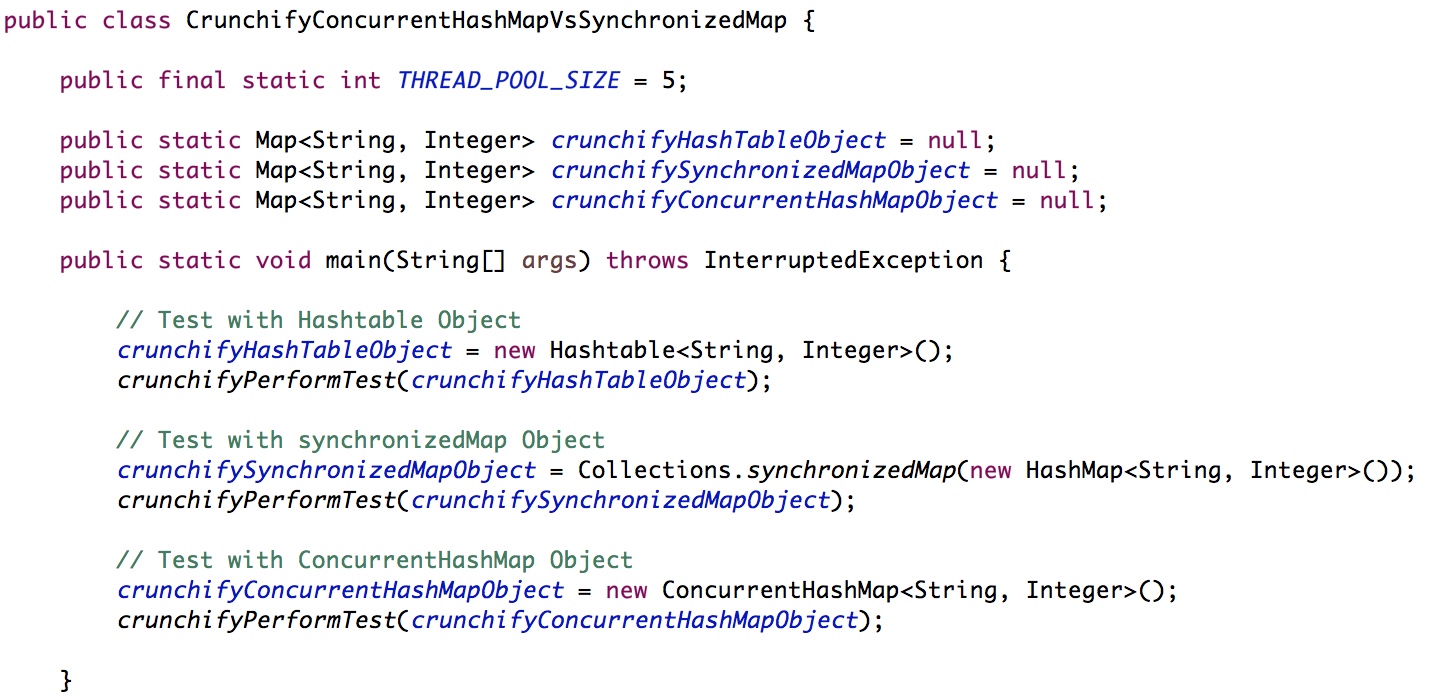 public class CrunchifyConcurrentHashMapVsSynchronizedMap {
public final static int THREAD_POOL_SIZE = 5;
public static Map<String, Integer> crunchifyHashTableObject = null;
public static Map<String, Integer> crunchifySynchronizedMapObject = null;
public static Map<String, Integer> crunchifyConcurrentHashMapObject = null;
public static void main(String[] args) throws InterruptedException {
// Test with Hashtable Object
crunchifyHashTableObject = new Hashtable<String, Integer>();
crunchifyPerformTest(crunchifyHashTableObject);
// Test with synchronizedMap Object
crunchifySynchronizedMapObject = Collections.synchronizedMap(new HashMap<String, Integer>());
crunchifyPerformTest(crunchifySynchronizedMapObject);
// Test with ConcurrentHashMap Object
crunchifyConcurrentHashMapObject = new ConcurrentHashMap<String, Integer>();
crunchifyPerformTest(crunchifyConcurrentHashMapObject);
}